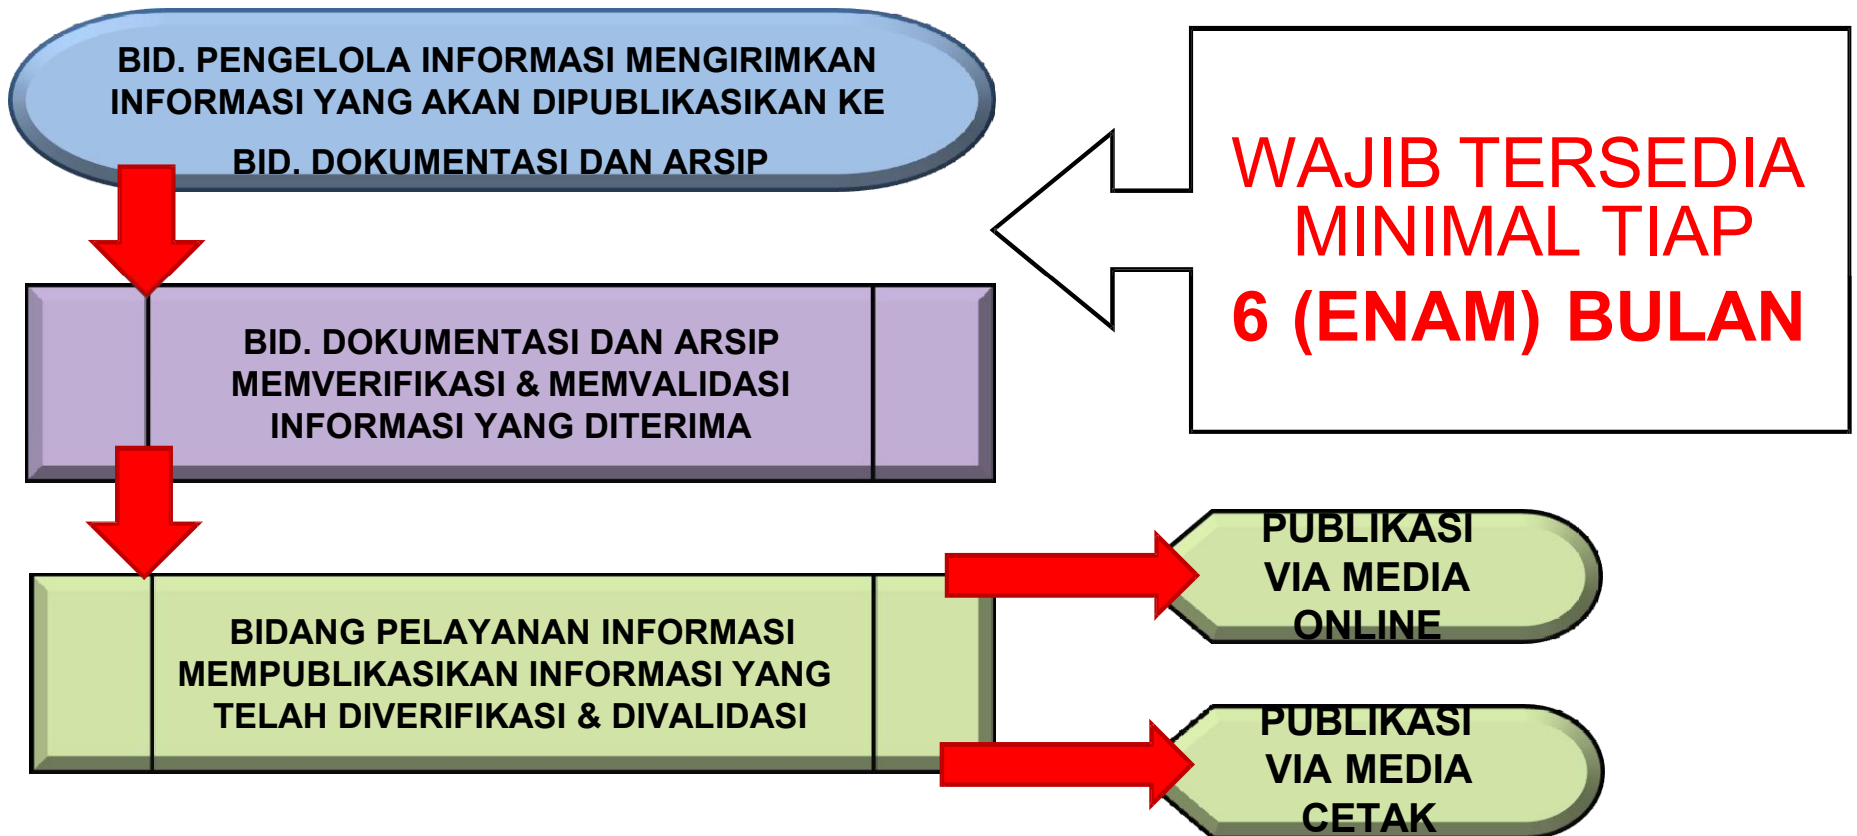 BID. PENGELOLA INFORMASI MENGIRIMKAN
INFORMASI YANG AKAN DIPUBLIKASIKAN KE
BID. DOKUMENTASI DAN ARSIP
WAJIB TERSEDIA
MINIMAL TIAP
6 (ENAM) BULAN
BID. DOKUMENTASI DAN ARSIP
MEMVERIFIKASI & MEMVALIDASI
INFORMASI YANG DITERIMA
BIDANG PELAYANAN INFORMASI
MEMPUBLIKASIKAN INFORMASI YANG
TELAH DIVERIFIKASI & DIVALIDASI
PUBLIKASI
VIA MEDIA
ONLINE
PUBLIKASI
VIA MEDIA
CETAK